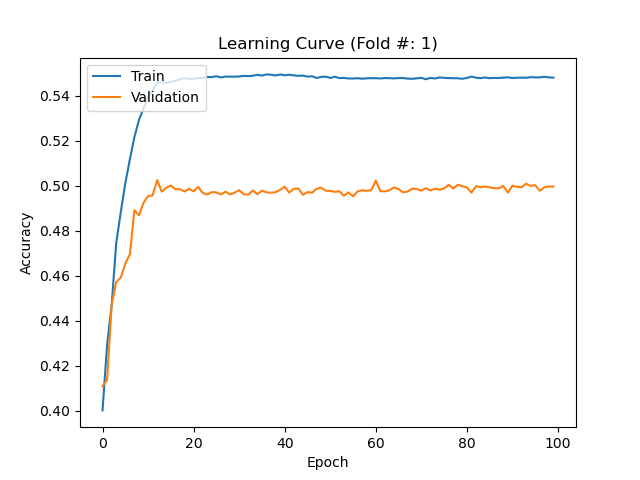 Learning Curve (Fold #: 1)
Train
Validation
Accuracy
0.54
0.52
0.50
0.48
0.46
0.44
0.42
0.40
0 20 40 60 80 100
Epoch